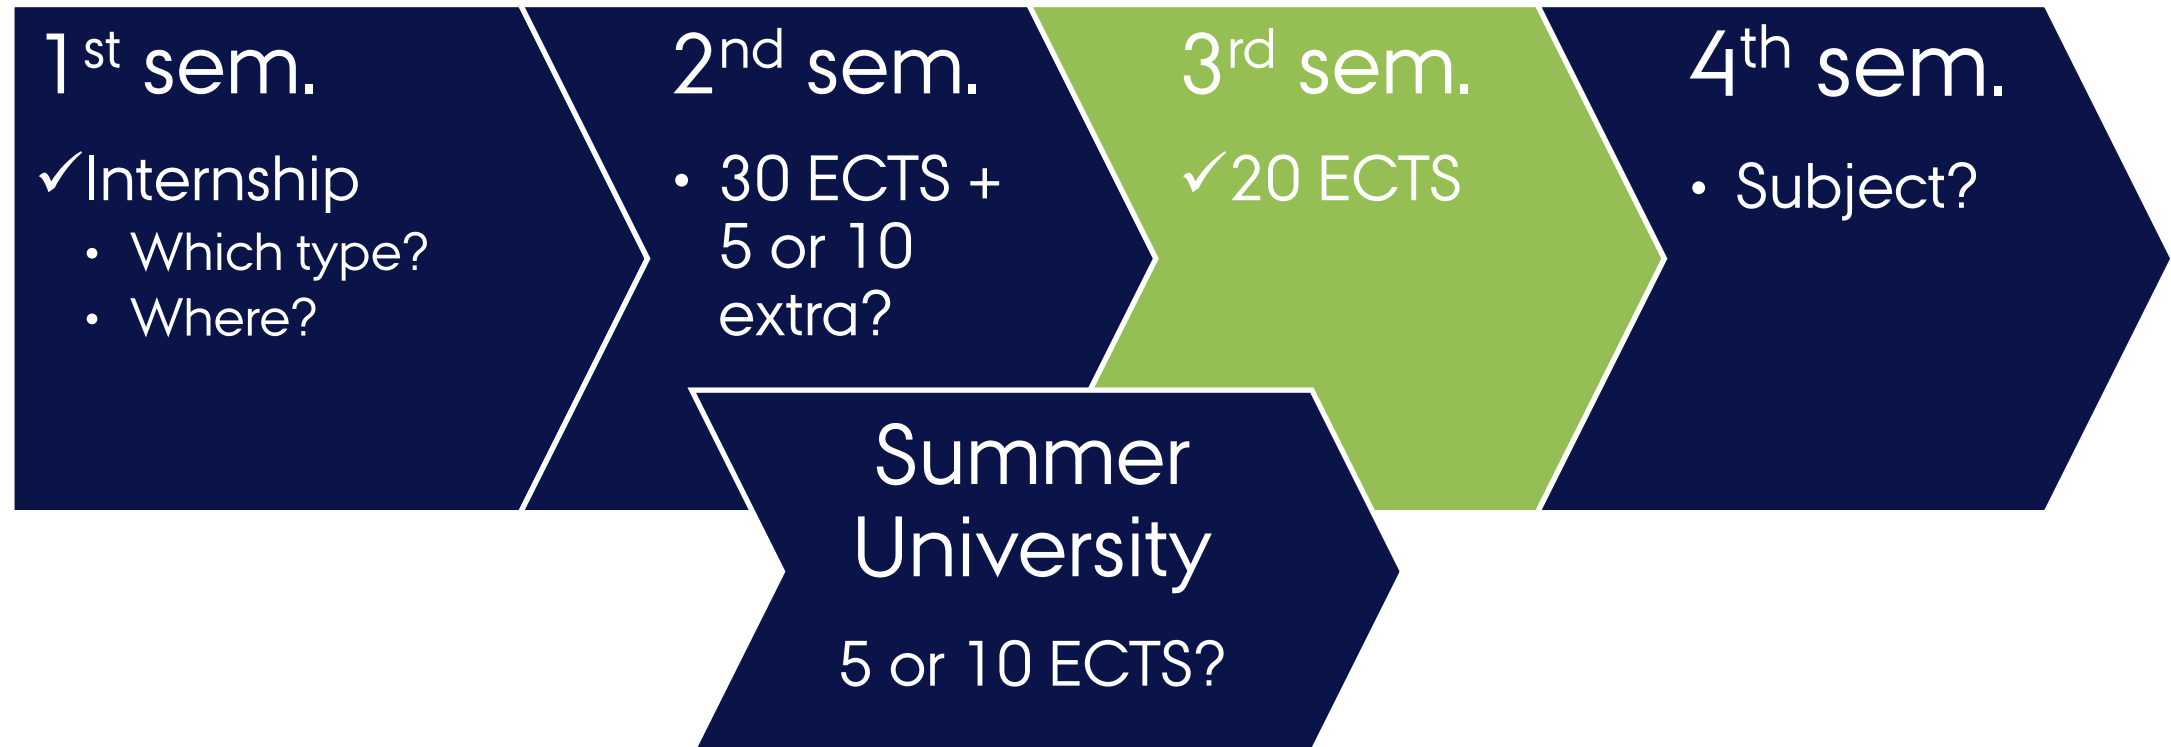 1st sem.
✓Internship
• Which type?
• Where?
2nd sem.
• 30 ECTS +
5 or 10
extra?
3rd sem.
✓20 ECTS
4th sem.
• Subject?
Summer
University
5 or 10 ECTS?